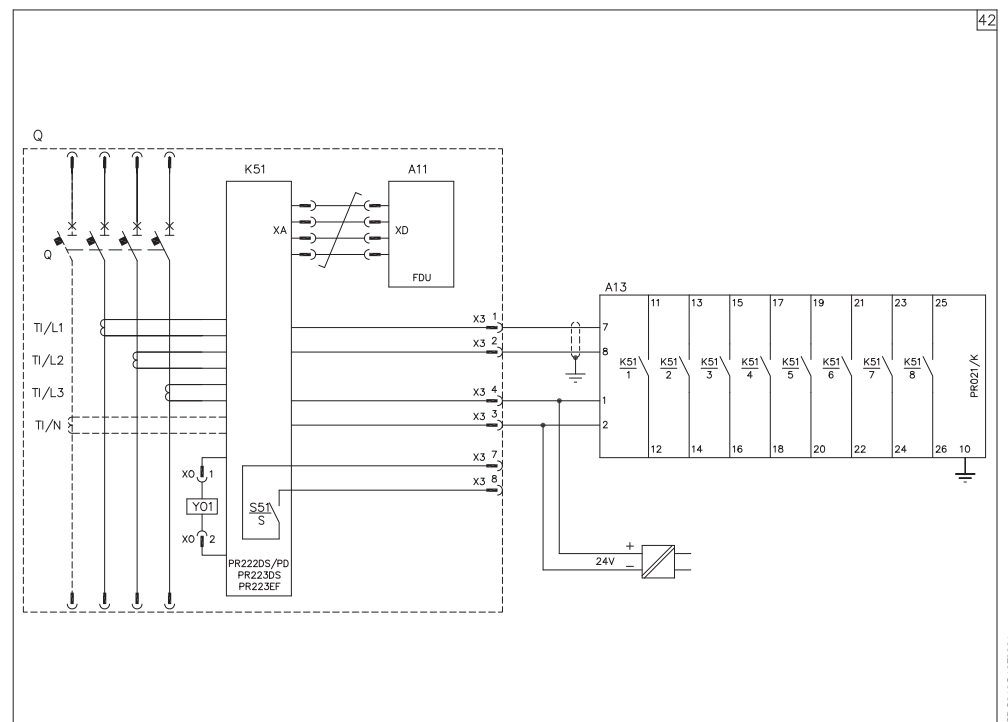 42
Q
K51
A11
XA
XD
Q
FDU
A13
11 13 15 17 19 21 23 25
TI/L1
X3 1
7
X3 2
8
TI/L2
K51 K51 K51 K51 K51 K51 K51 K51
1 2 3 4 5 6 7 8
PR021/K
TI/L3
X3 4
1
X3 3
2
TI/N
12 14 16 18 20 22 24 26 10
X3 7
XO 1
X3 8
YO1
S51
S
XO 2
+
24V
−
PR222DS/PD
PR223DS
PR223EF